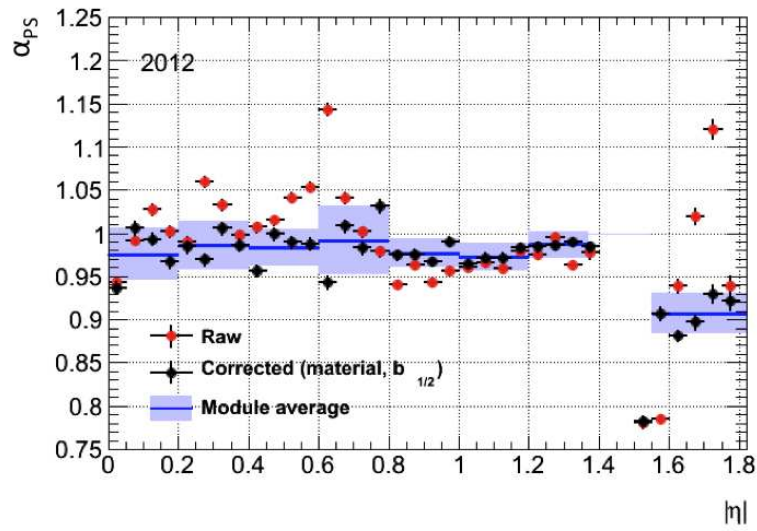 α_PS
1.25
1.2
1.15
1.1
1.05
1
0.95
0.9
0.85
0.8
0.75
2012
Raw
Corrected (material, b 1/2)
Module average
0 0.2 0.4 0.6 0.8 1 1.2 1.4 1.6 1.8
|η|